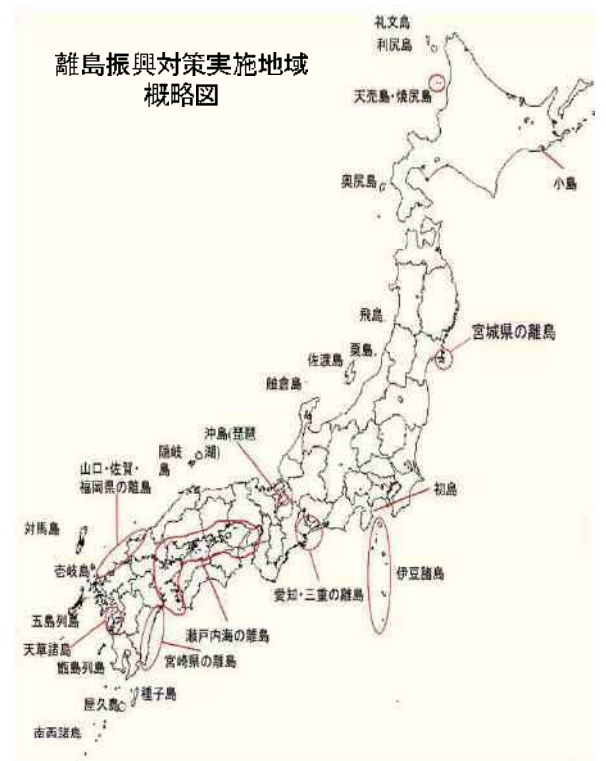 離島振興対策実施地域
概略図
礼文島
利尻島
天売島・焼尻島
小島
奥尻島
飛島
粟島
宮城県の離島
佐渡島
舳倉島
沖島(琵琶
湖)
隠岐
島
山口・佐賀・
福岡県の離島
初島
対馬島
壱岐島
伊豆諸島
愛知・三重の離島
五島列島
瀬戸内海の離島
天草諸島
宮崎県の離島
甑島列島
種子島
屋久島
南西諸島